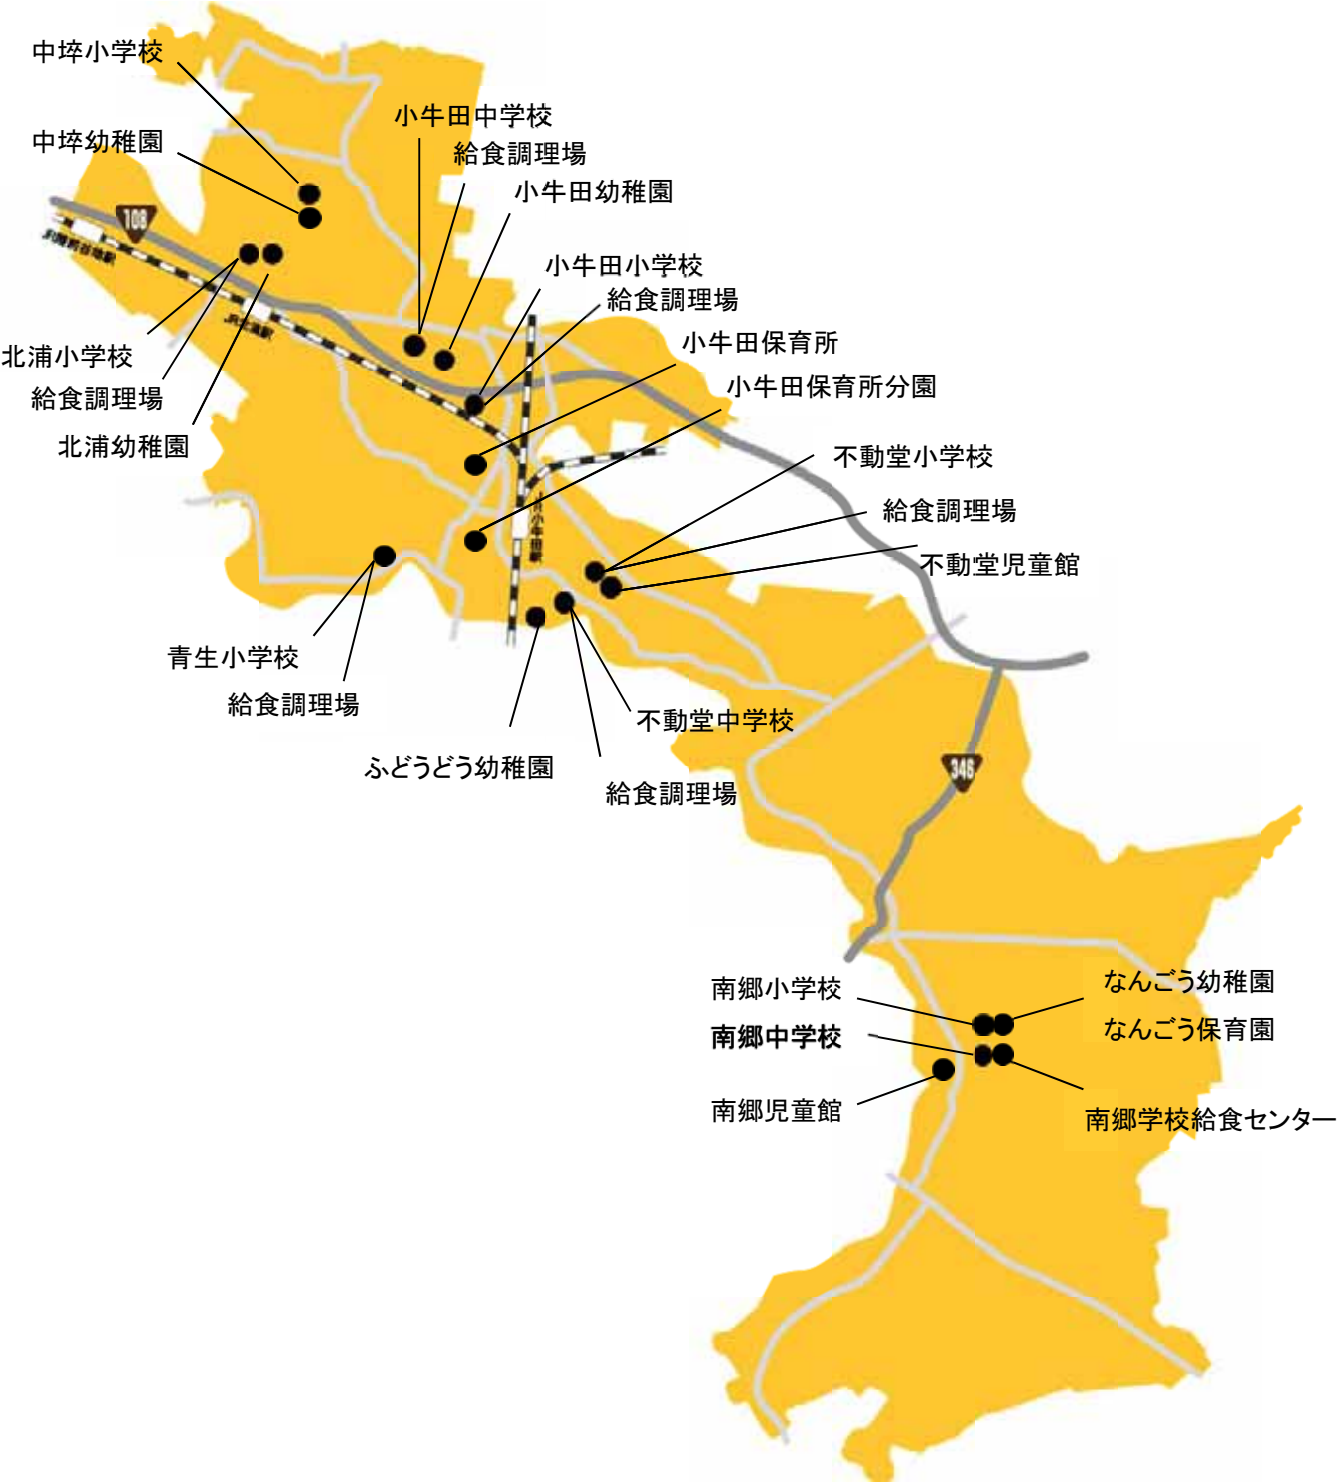 中埣小学校
小牛田中学校
中埣幼稚園
給食調理場
小牛田幼稚園
108
小牛田小学校
給食調理場
北浦小学校
小牛田保育所
給食調理場
小牛田保育所分園
北浦幼稚園
不動堂小学校
給食調理場
JR小牛田駅
不動堂児童館
青生小学校
給食調理場
不動堂中学校
ふどうどう幼稚園
346
給食調理場
南郷小学校
なんごう幼稚園
南郷中学校
なんごう保育園
南郷児童館
南郷学校給食センター